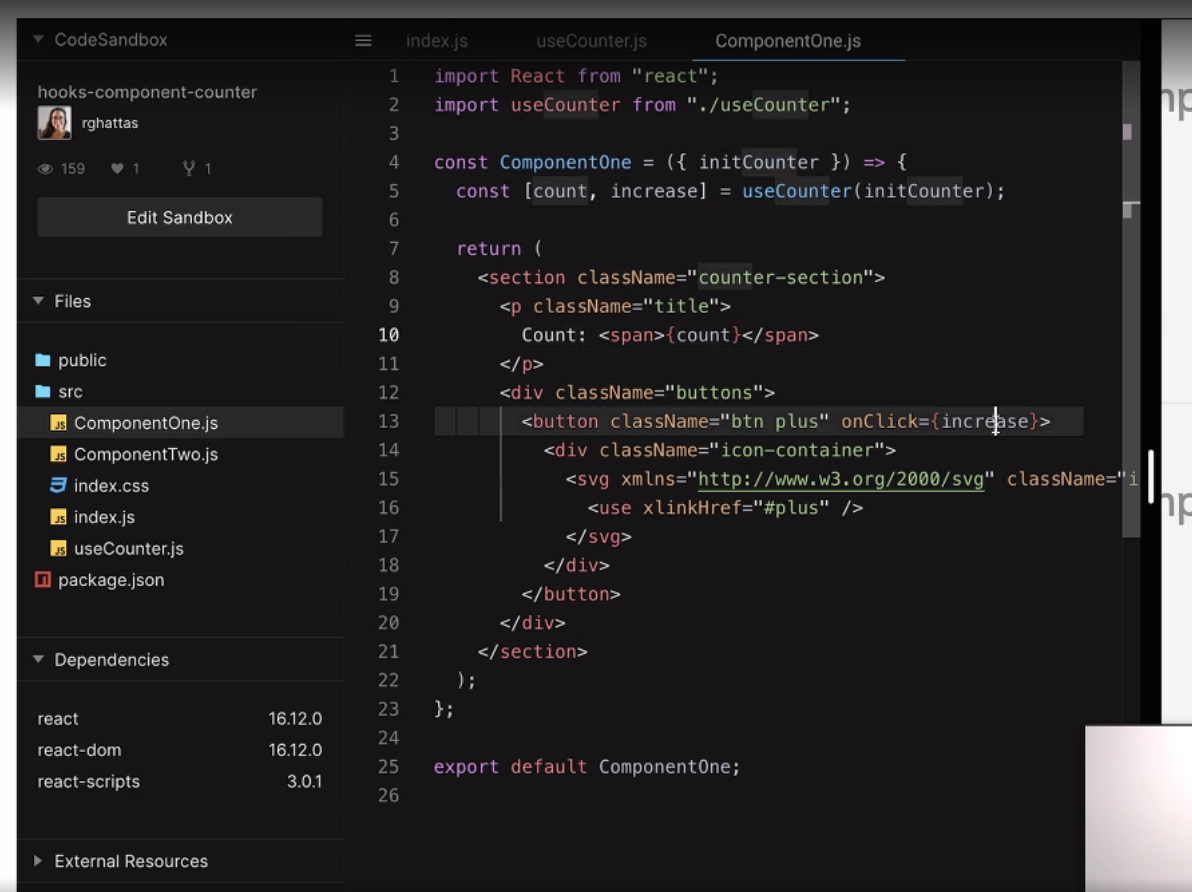 CodeSandbox
hooks-component-counter
rghattas
159 1 1
Edit Sandbox
Files
public
src
ComponentOne.js
ComponentTwo.js
index.css
index.js
useCounter.js
package.json
Dependencies
react 16.12.0
react-dom 16.12.0
react-scripts 3.0.1
External Resources
index.js useCounter.js ComponentOne.js
1 import React from "react";
2 import useCounter from "./useCounter";
3
4 const ComponentOne = ({ initCounter }) => {
5 const [count, increase] = useCounter(initCounter);
6
7 return (
8 <section className="counter-section">
9 <p className="title">
10 Count: <span>{count}</span>
11 </p>
12 <div className="buttons">
13 <button className="btn plus" onClick={increase}>
14 <div className="icon-container">
15 <svg xmlns="http://www.w3.org/2000/svg" className="i
16 <use xlinkHref="#plus" />
17 </svg>
18 </div>
19 </button>
20 </div>
21 </section>
22 );
23 };
24
25 export default ComponentOne;
26